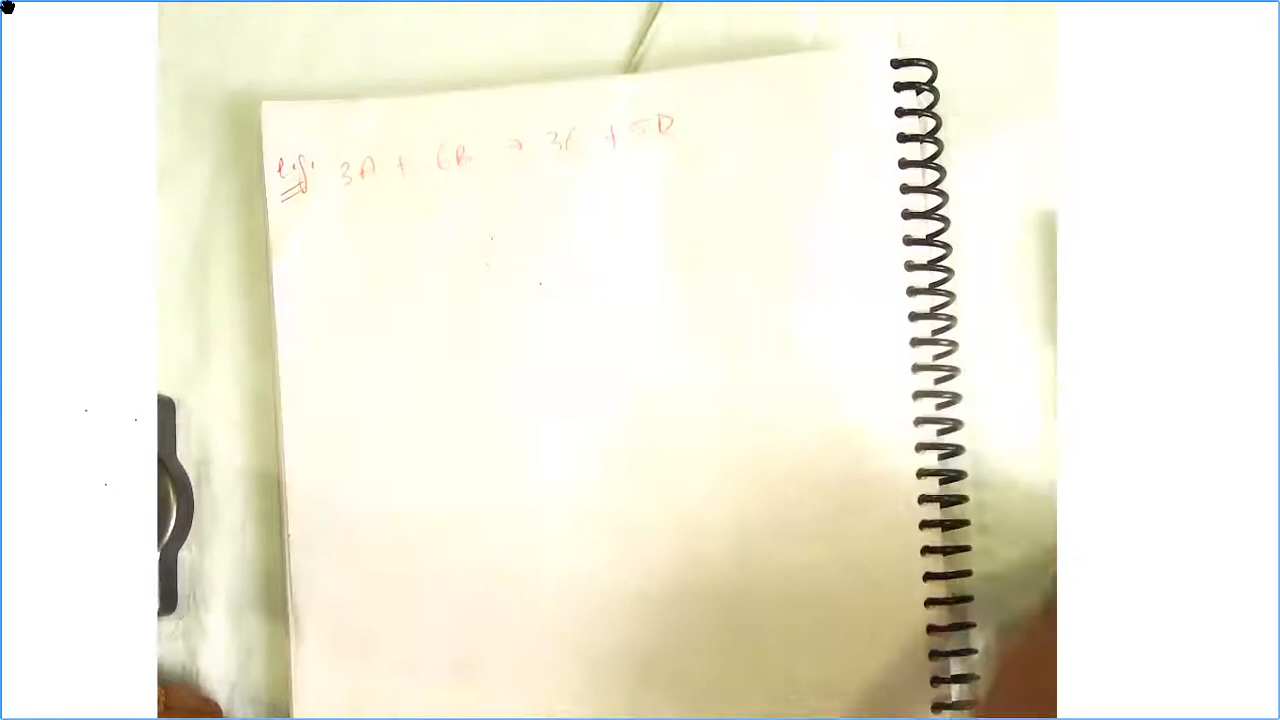 e.g. 3A + 6B → 3C + 5D